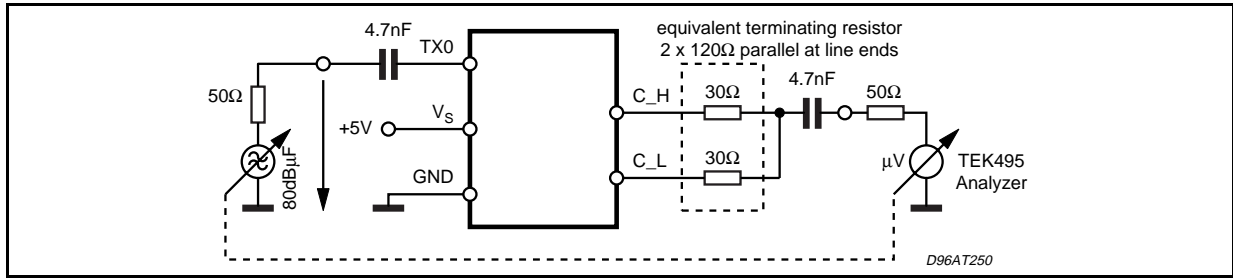 equivalent terminating resistor
2 x 120Ω parallel at line ends
4.7nF
TX0
4.7nF
50Ω
C_H
30Ω
50Ω
+5V
VS
80dBµF
µV
TEK495
Analyzer
C_L
30Ω
GND
D96AT250